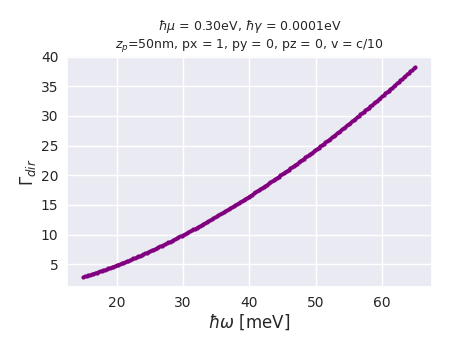 ħμ = 0.30eV, ħγ = 0.0001eV
z_p=50nm, px = 1, py = 0, pz = 0, v = c/10
40
35
30
25
20
15
10
5
Γ_dir
20 30 40 50 60
ħω [meV]